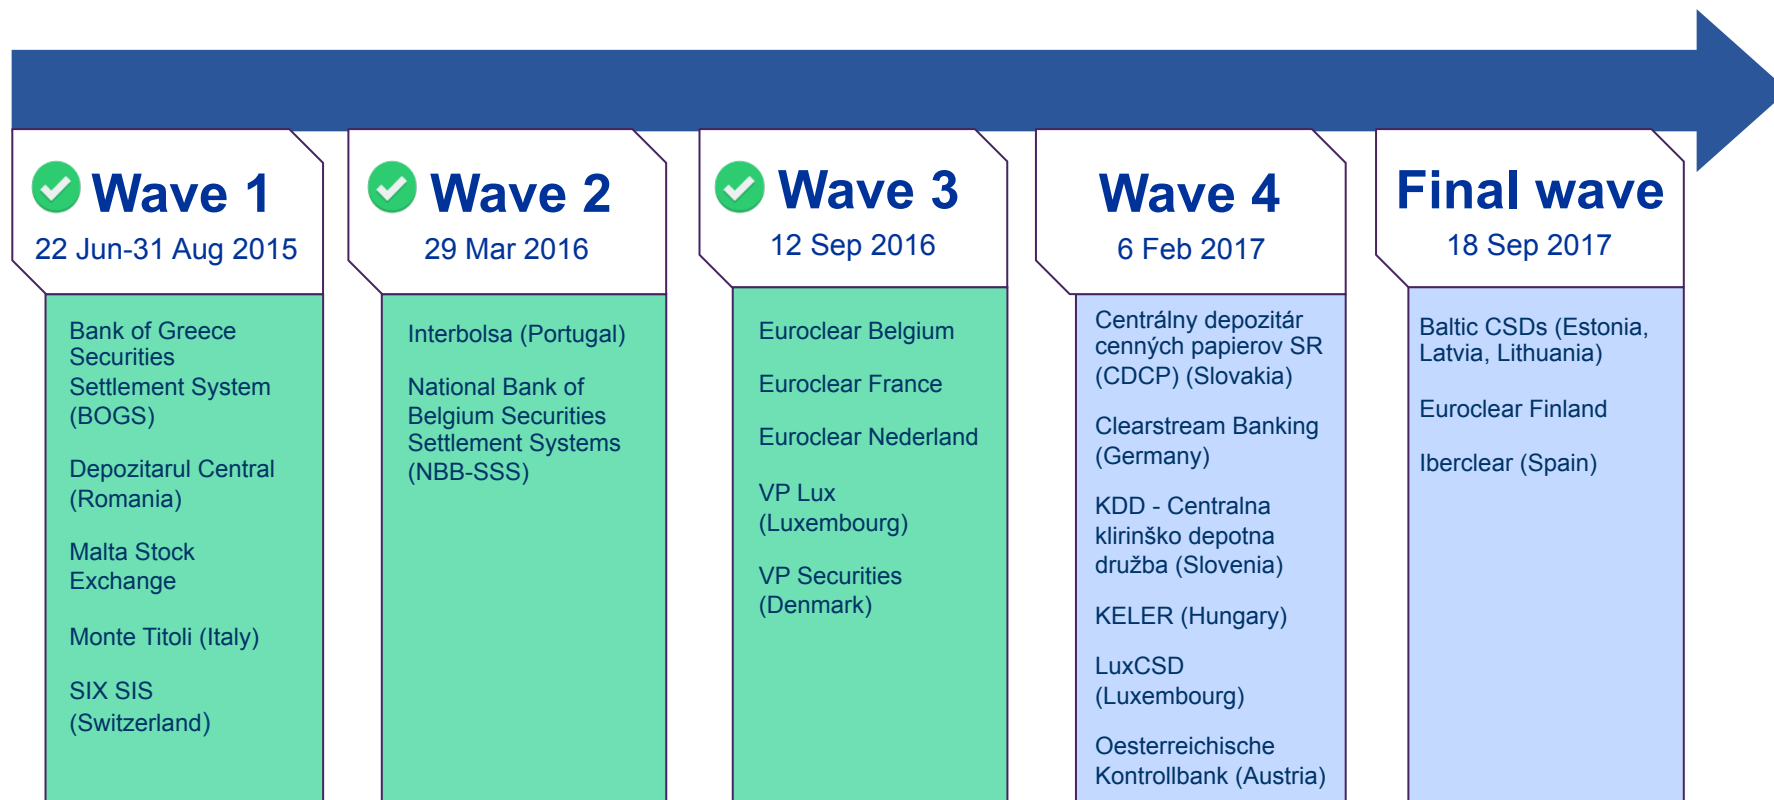 Wave 1
22 Jun-31 Aug 2015
Bank of Greece
Securities
Settlement System
(BOGS)
Depozitarul Central
(Romania)
Malta Stock
Exchange
Monte Titoli (Italy)
SIX SIS
(Switzerland)
Wave 2
29 Mar 2016
Interbolsa (Portugal)
National Bank of
Belgium Securities
Settlement Systems
(NBB-SSS)
Wave 3
12 Sep 2016
Euroclear Belgium
Euroclear France
Euroclear Nederland
VP Lux
(Luxembourg)
VP Securities
(Denmark)
Wave 4
6 Feb 2017
Centrálny depozitár
cenných papierov SR
(CDCP) (Slovakia)
Clearstream Banking
(Germany)
KDD - Centralna
klirinško depotna
družba (Slovenia)
KELER (Hungary)
LuxCSD
(Luxembourg)
Oesterreichische
Kontrollbank (Austria)
Final wave
18 Sep 2017
Baltic CSDs (Estonia,
Latvia, Lithuania)
Euroclear Finland
Iberclear (Spain)